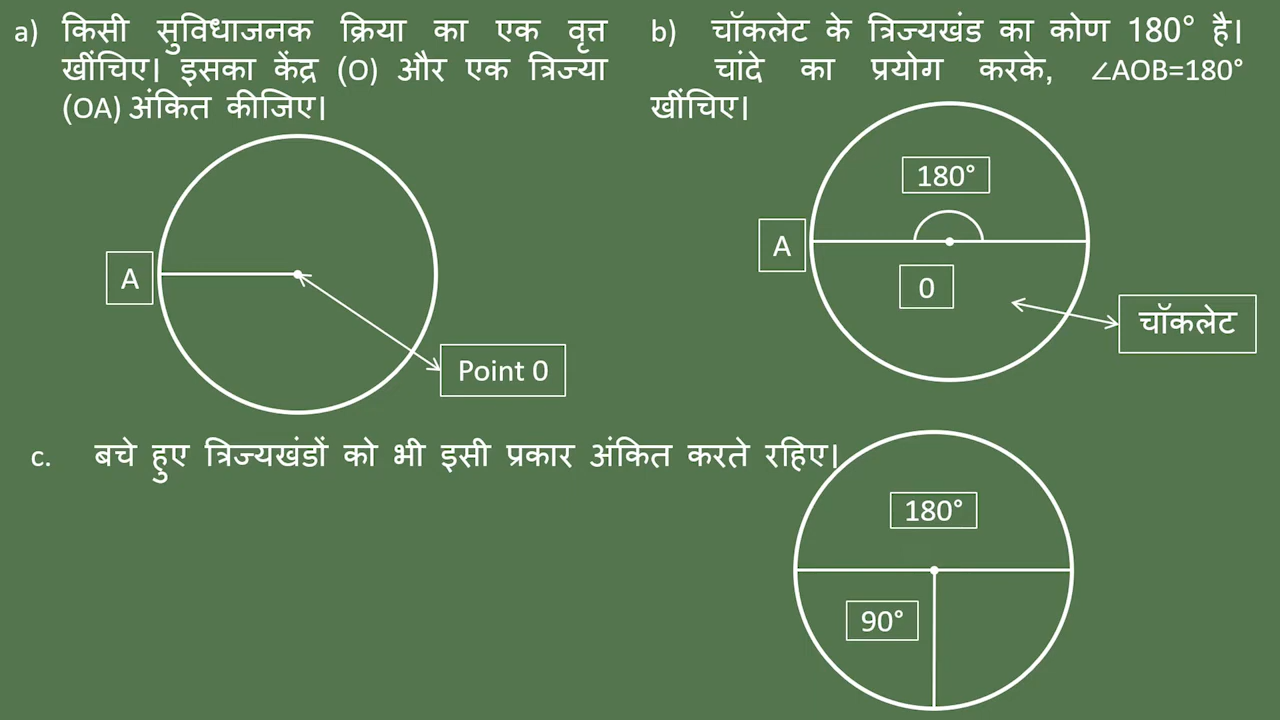 a) किसी सुविधाजनक क्रिया का एक वृत्त
खींचिए। इसका केंद्र (O) और एक त्रिज्या
(OA) अंकित कीजिए।
A
Point 0
b) चॉकलेट के त्रिज्यखंड का कोण 180° है।
चांदे का प्रयोग करके, ∠AOB=180°
खींचिए।
180°
A
0
चॉकलेट
c. बचे हुए त्रिज्यखंडों को भी इसी प्रकार अंकित करते रहिए।
180°
90°